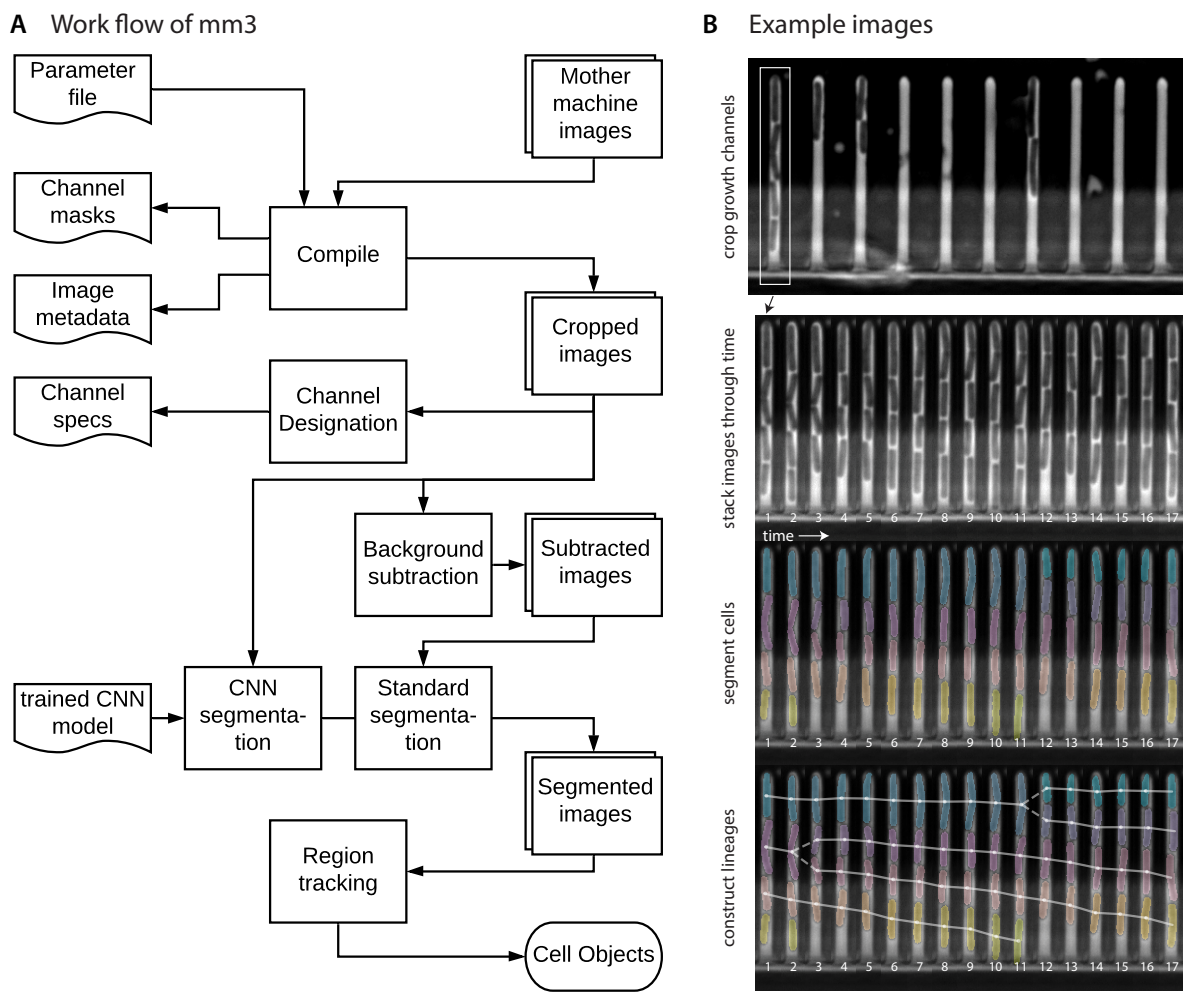 A Work flow of mm3
Parameter
file
Mother
machine
images
Channel
masks
Compile
Image
metadata
Cropped
images
Channel
specs
Channel
Designation
Background
subtraction
Subtracted
images
trained CNN
model
CNN
segmenta-
tion
Standard
segmenta-
tion
Segmented
images
Region
tracking
Cell Objects
B Example images
crop growth channels
stack images through time
1 2 3 4 5 6 7 8 9 10 11 12 13 14 15 16 17
time
segment cells
1 2 3 4 5 6 7 8 9 10 11 12 13 14 15 16 17
construct lineages
1 2 3 4 5 6 7 8 9 10 11 12 13 14 15 16 17